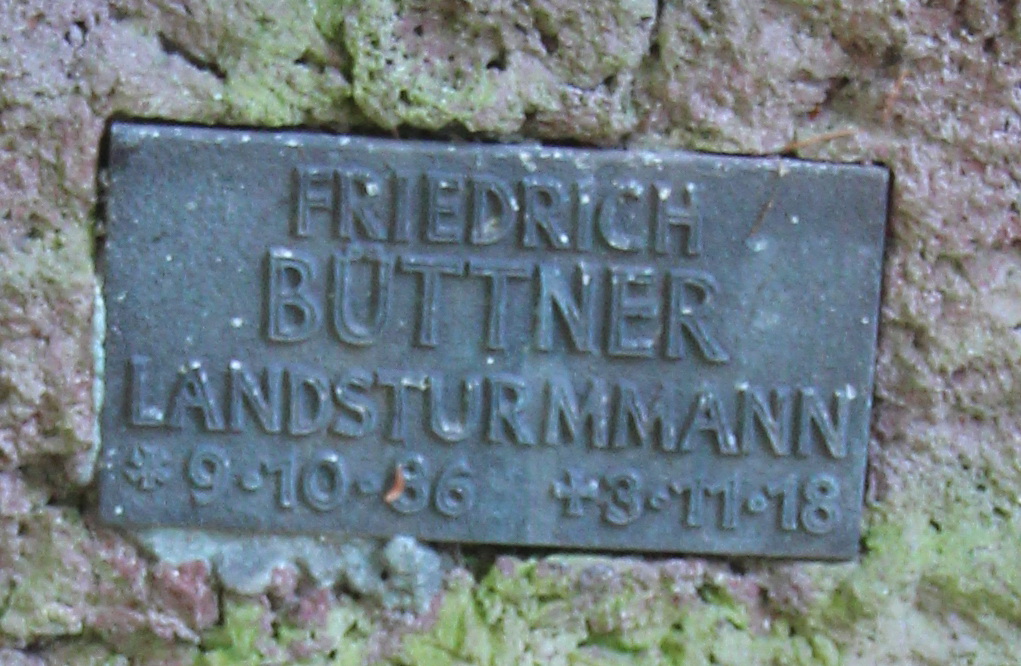 FRIEDRICH
BÜTTNER
LANDSTURMMANN
* 9·10·86 +3·11·18